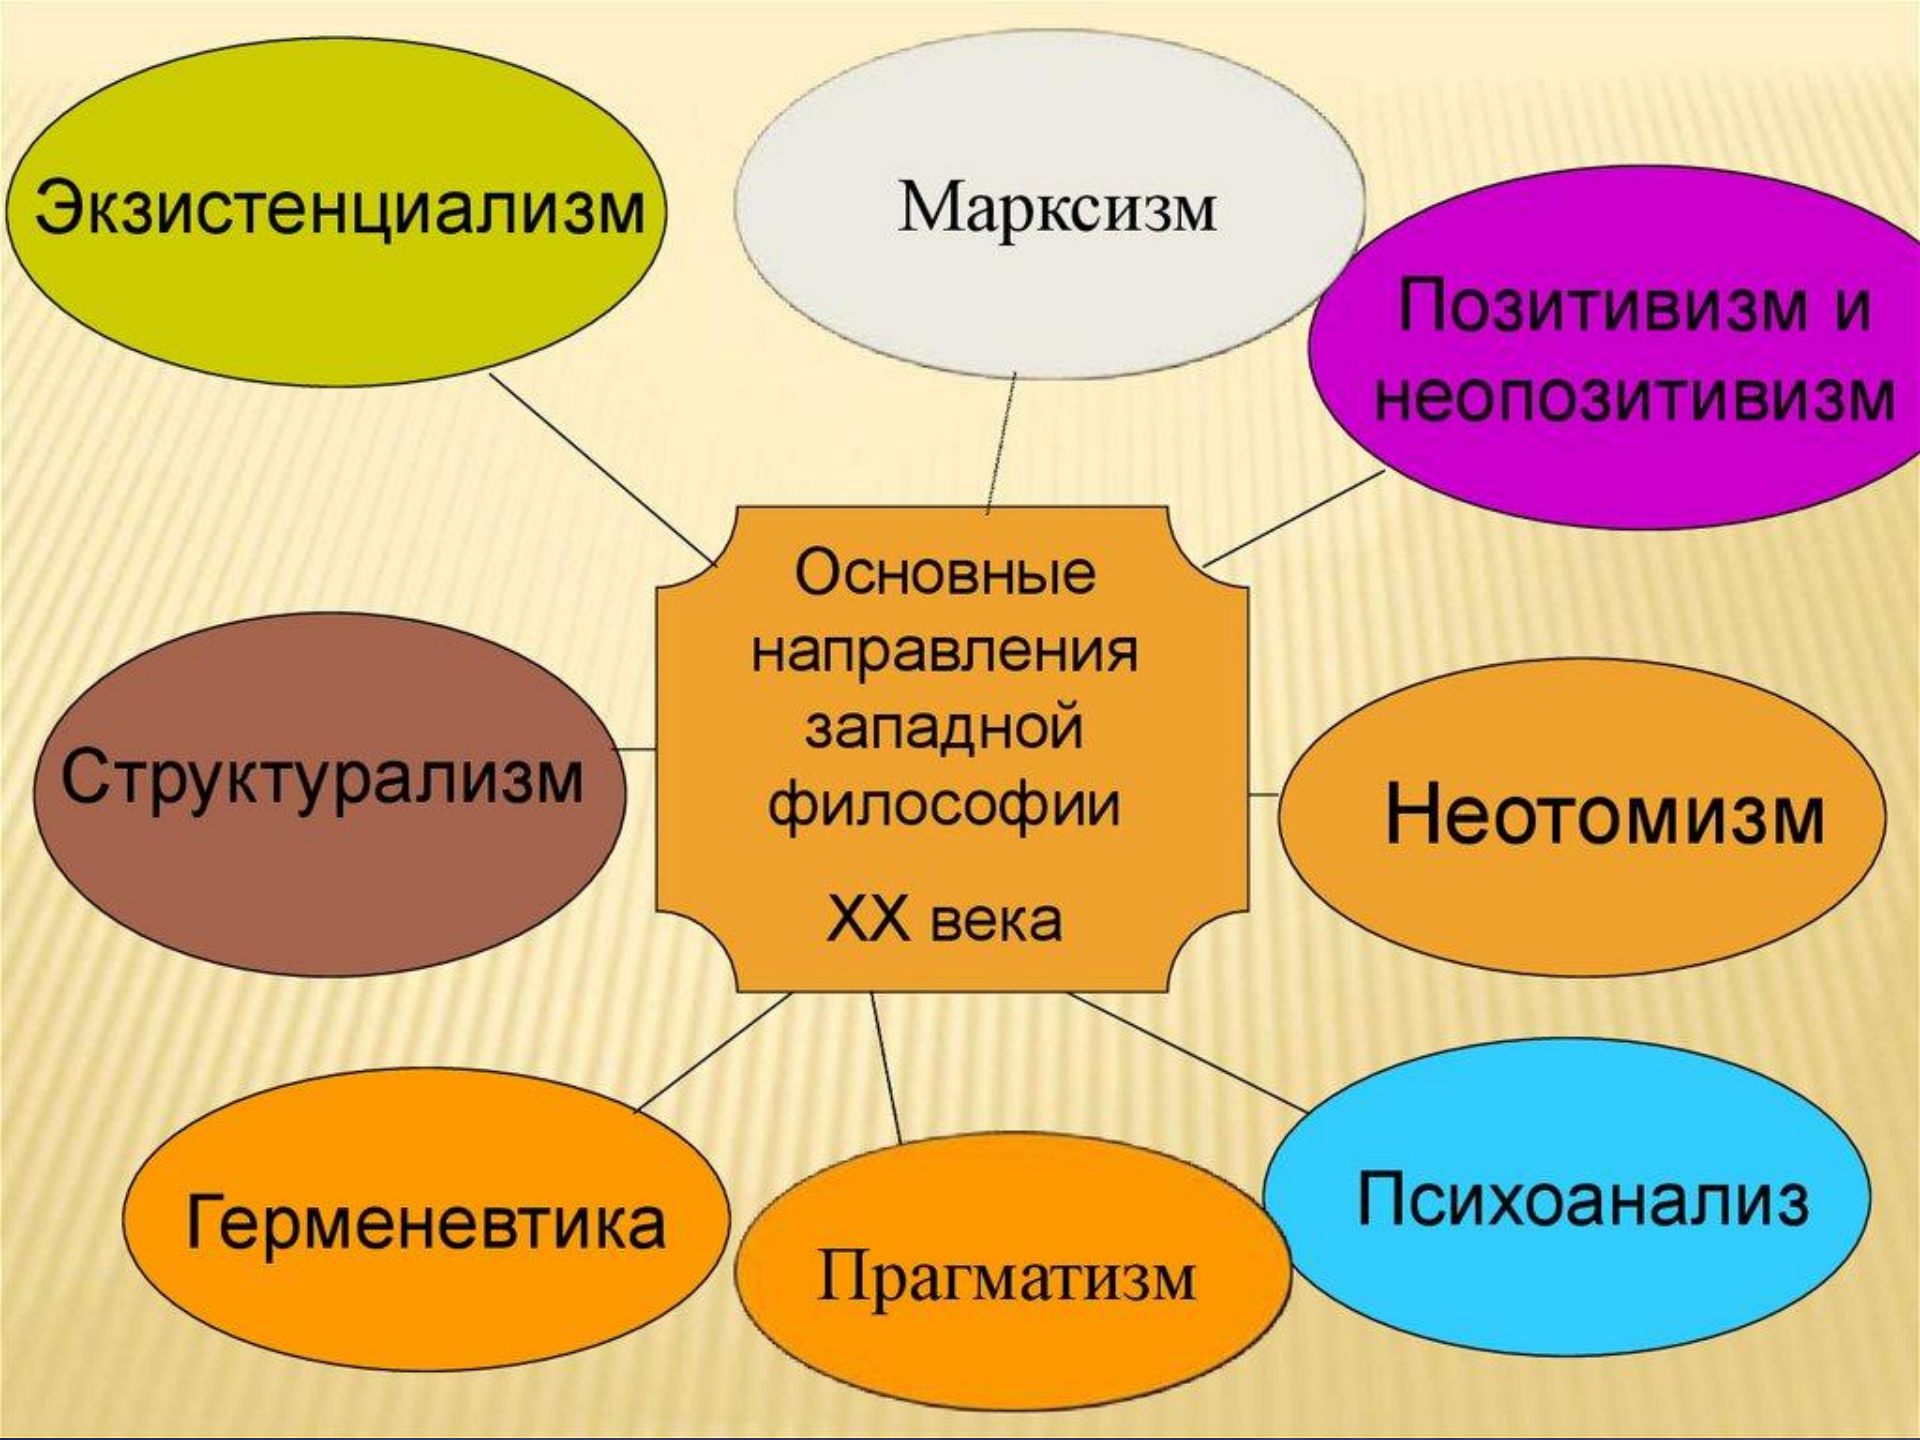 Экзистенциализм
Марксизм
Позитивизм и
неопозитивизм
Основные
направления
западной
философии
XX века
Структурализм
Неотомизм
Герменевтика
Прагматизм
Психоанализ